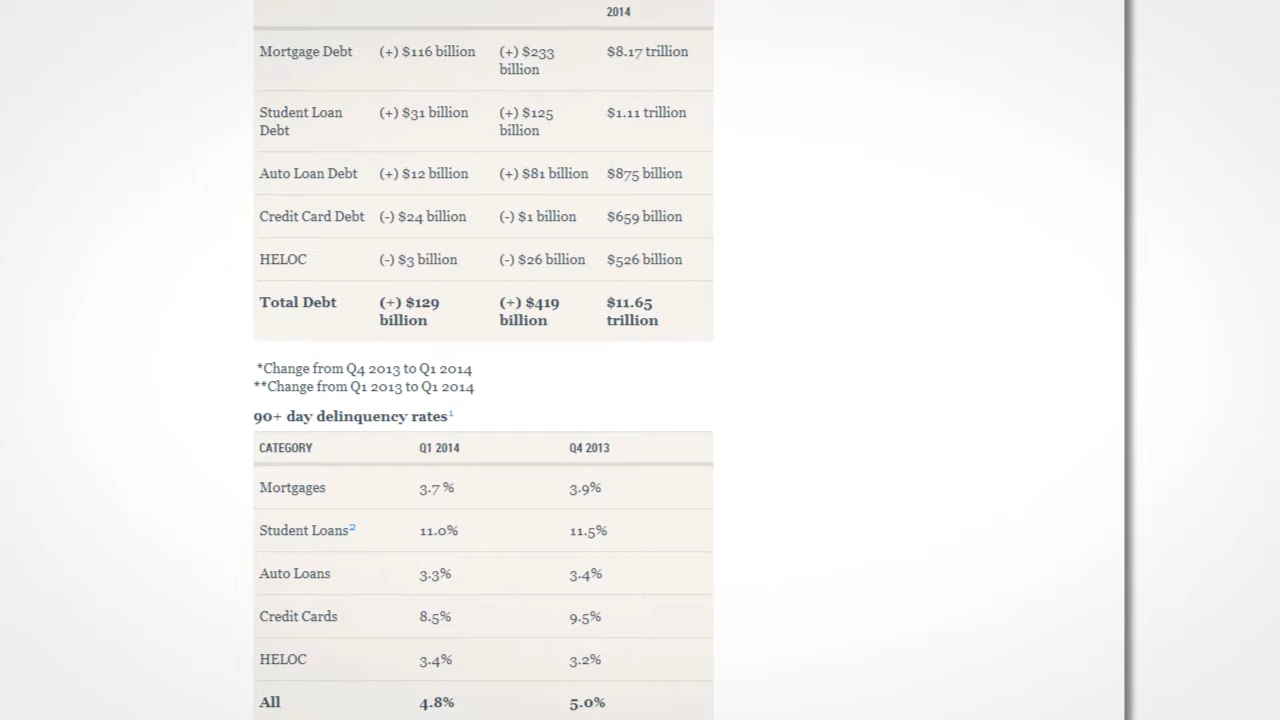 2014
Mortgage Debt (+) $116 billion (+) $233 billion $8.17 trillion
Student Loan Debt (+) $31 billion (+) $125 billion $1.11 trillion
Auto Loan Debt (+) $12 billion (+) $81 billion $875 billion
Credit Card Debt (-) $24 billion (-) $1 billion $659 billion
HELOC (-) $3 billion (-) $26 billion $526 billion
Total Debt (+) $129 billion (+) $419 billion $11.65 trillion
*Change from Q4 2013 to Q1 2014
**Change from Q1 2013 to Q1 2014
90+ day delinquency rates1
CATEGORY Q1 2014 Q4 2013
Mortgages 3.7 % 3.9%
Student Loans2 11.0% 11.5%
Auto Loans 3.3% 3.4%
Credit Cards 8.5% 9.5%
HELOC 3.4% 3.2%
All 4.8% 5.0%